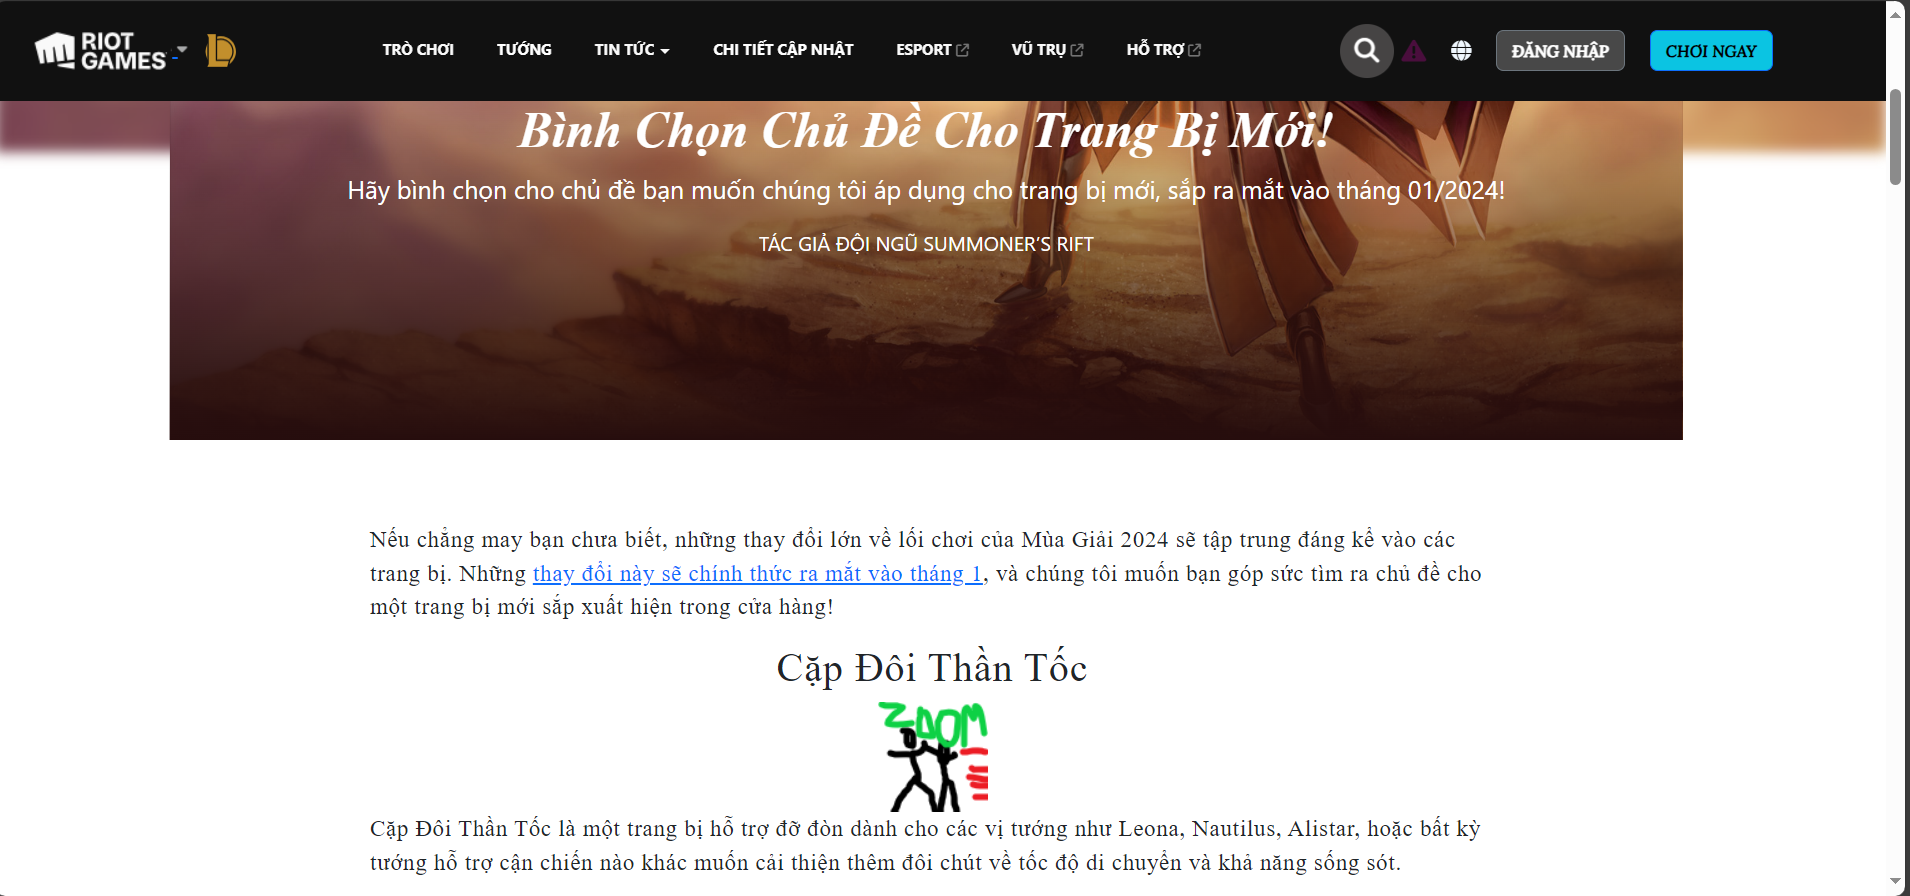 RIOT
GAMES
TRÒ CHƠI
TƯỚNG
TIN TỨC
CHI TIẾT CẬP NHẬT
ESPORT
VŨ TRỤ
HỖ TRỢ
ĐĂNG NHẬP
CHƠI NGAY
Bình Chọn Chủ Đề Cho Trang Bị Mới!
Hãy bình chọn cho chủ đề bạn muốn chúng tôi áp dụng cho trang bị mới, sắp ra mắt vào tháng 01/2024!
TÁC GIẢ ĐỘI NGŨ SUMMONER’S RIFT
Nếu chẳng may bạn chưa biết, những thay đổi lớn về lối chơi của Mùa Giải 2024 sẽ tập trung đáng kể vào các
trang bị. Những thay đổi này sẽ chính thức ra mắt vào tháng 1, và chúng tôi muốn bạn góp sức tìm ra chủ đề cho
một trang bị mới sắp xuất hiện trong cửa hàng!
Cặp Đôi Thần Tốc
ZOOM
Cặp Đôi Thần Tốc là một trang bị hỗ trợ đỡ đòn dành cho các vị tướng như Leona, Nautilus, Alistar, hoặc bất kỳ
tướng hỗ trợ cận chiến nào khác muốn cải thiện thêm đôi chút về tốc độ di chuyển và khả năng sống sót.